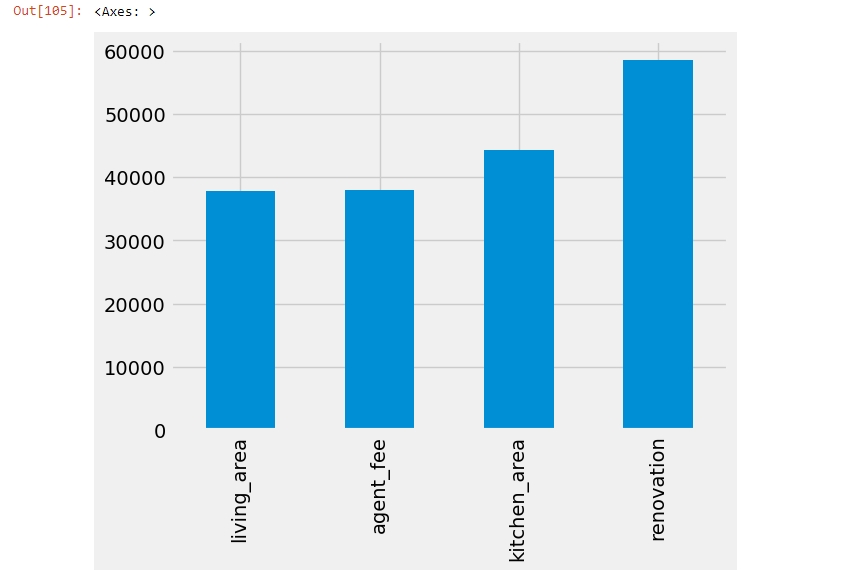 Out[105]: <Axes: >
60000
50000
40000
30000
20000
10000
0
living_area
agent_fee
kitchen_area
renovation